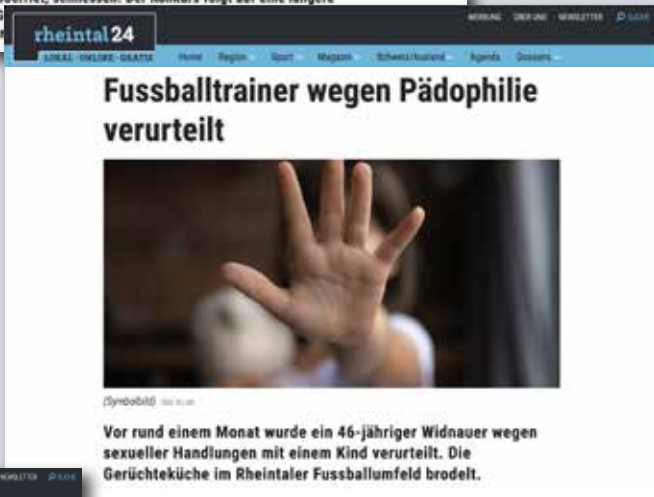 rheintal24
LOKAL · ONLINE · GRATIS
WERBUNG ÜBER UNS NEWSLETTER SUCHE
Home Region Sport Magazin Schweiz/Ausland Agenda Dossiers
Fussballtrainer wegen Pädophilie
verurteilt
(Symbolbild)
Vor rund einem Monat wurde ein 46-jähriger Widnauer wegen
sexueller Handlungen mit einem Kind verurteilt. Die
Gerüchteküche im Rheintaler Fussballumfeld brodelt.
NEWSLETTER SUCHE